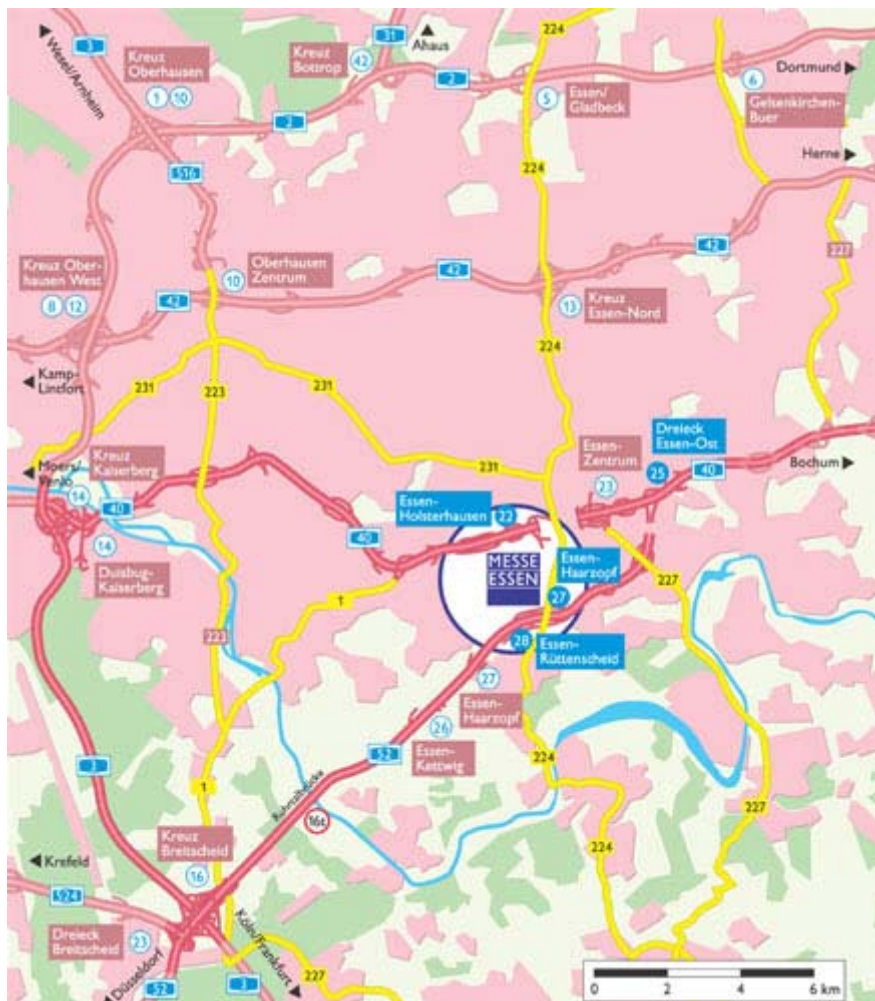 3
Wesel/Arnheim
Kreuz
Oberhausen
1
10
Kreuz
Bottrop
42
31
Ahaus
2
224
5
Essen/
Gladbeck
6
Gelsenkirchen-
Buer
Dortmund
Herne
2
516
224
42
227
Kreuz Ober-
hausen West
8
12
42
10
Oberhausen
Zentrum
42
13
Kreuz
Essen-Nord
224
Kamp-
Lintfort
231
223
231
231
Moers/
Venlo
Kreuz
Kaiserberg
14
40
14
Duisbug-
Kaiserberg
40
Essen-
Holsterhausen
22
Essen-
Zentrum
23
Dreieck
Essen-Ost
25
40
Bochum
MESSE
ESSEN
Essen-
Haarzopf
27
28
Essen-
Rüttenscheid
227
1
223
27
Essen-
Haarzopf
26
Essen-
Kettwig
52
224
3
1
Ruhrtalbrücke
16t
227
224
Kreuz
Breitscheid
16
Krefeld
524
Dreieck
Breitscheid
23
Düsseldorf
52
Köln/Frankfurt
3
227
0
2
4
6 km